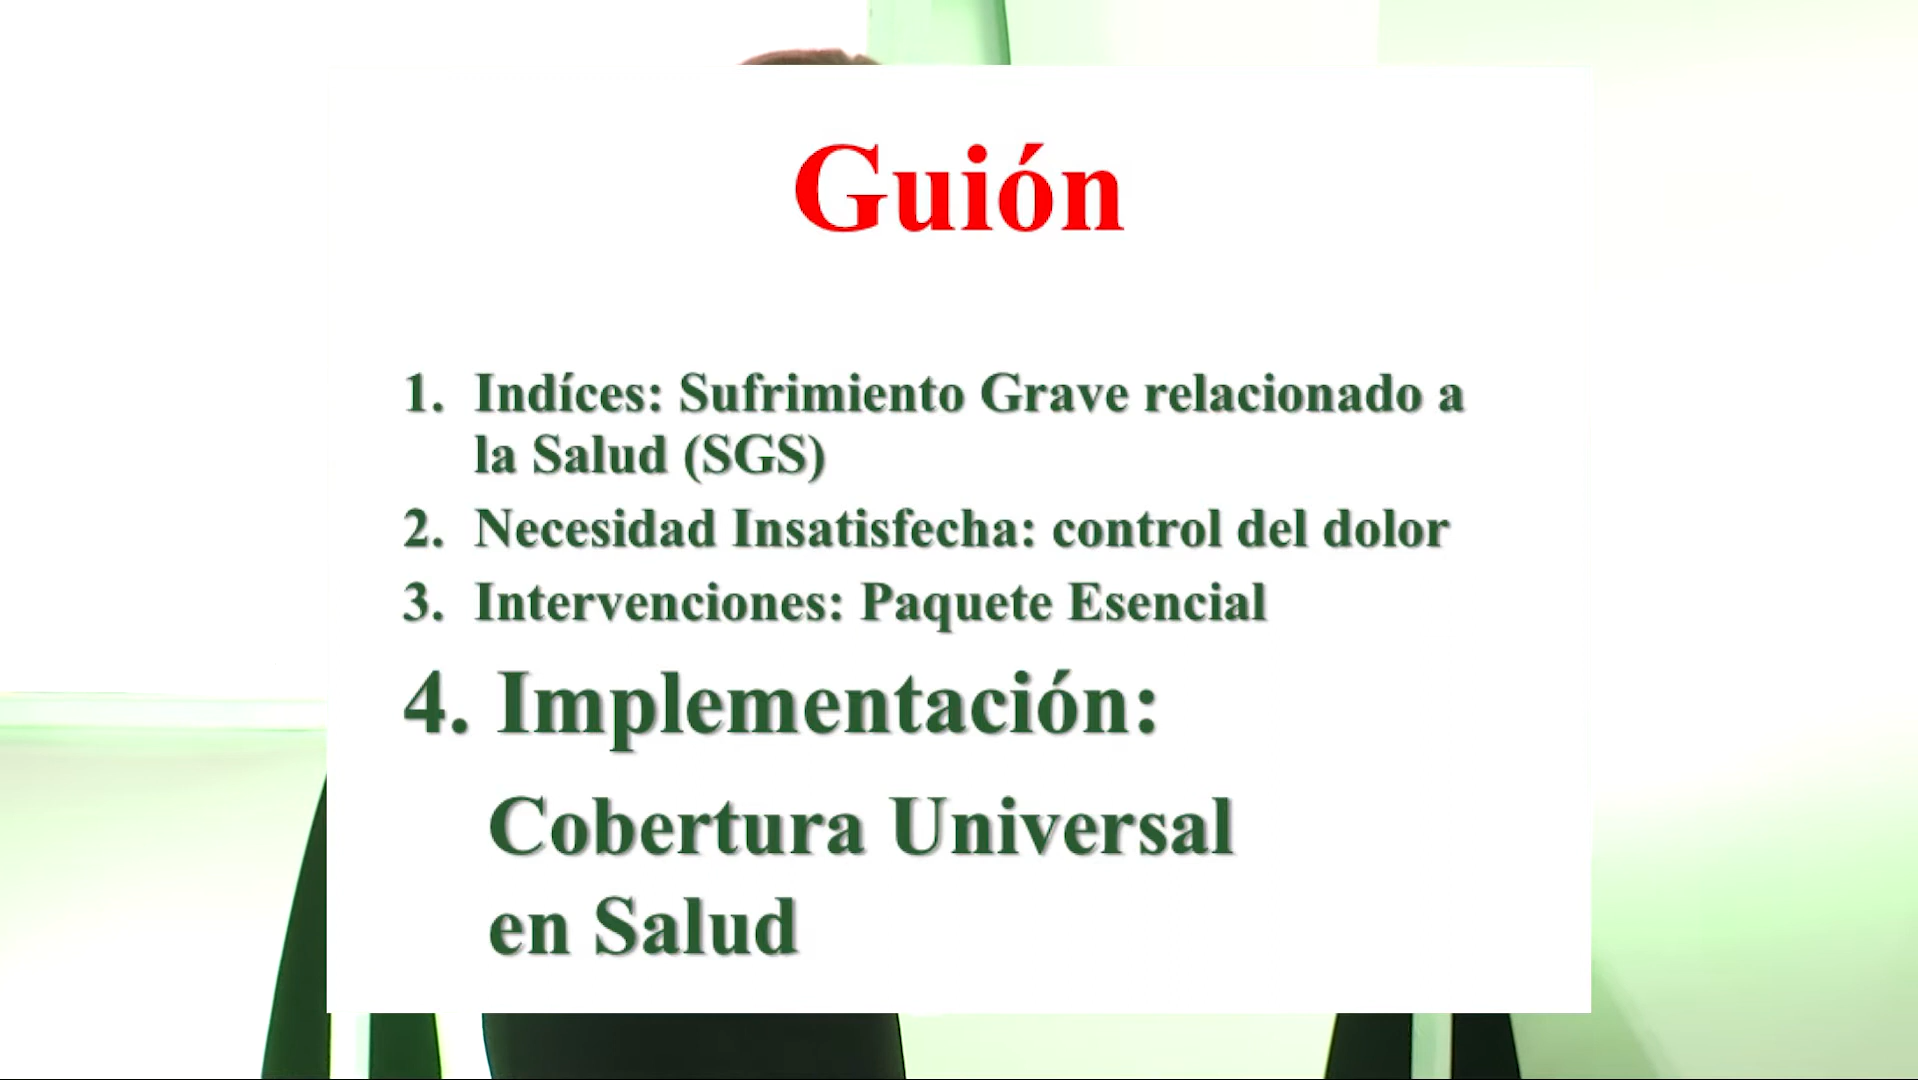 Guión
1. Indíces: Sufrimiento Grave relacionado a
la Salud (SGS)
2. Necesidad Insatisfecha: control del dolor
3. Intervenciones: Paquete Esencial
4. Implementación:
Cobertura Universal
en Salud